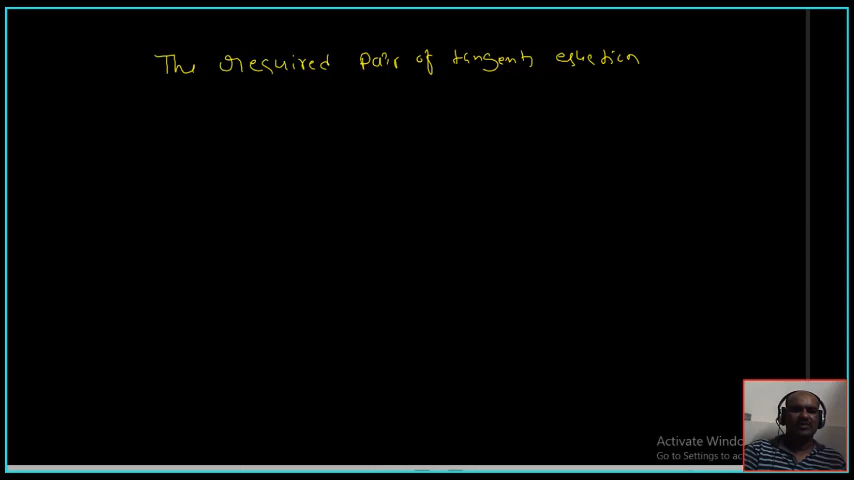 The required pair of tangents equation
Activate Windo
Go to Settings to ac